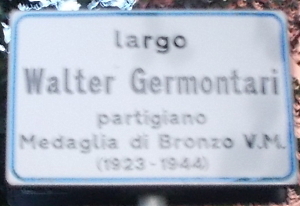 largo
Walter Germontari
partigiano
Medaglia di Bronzo V.M.
(1923-1944)